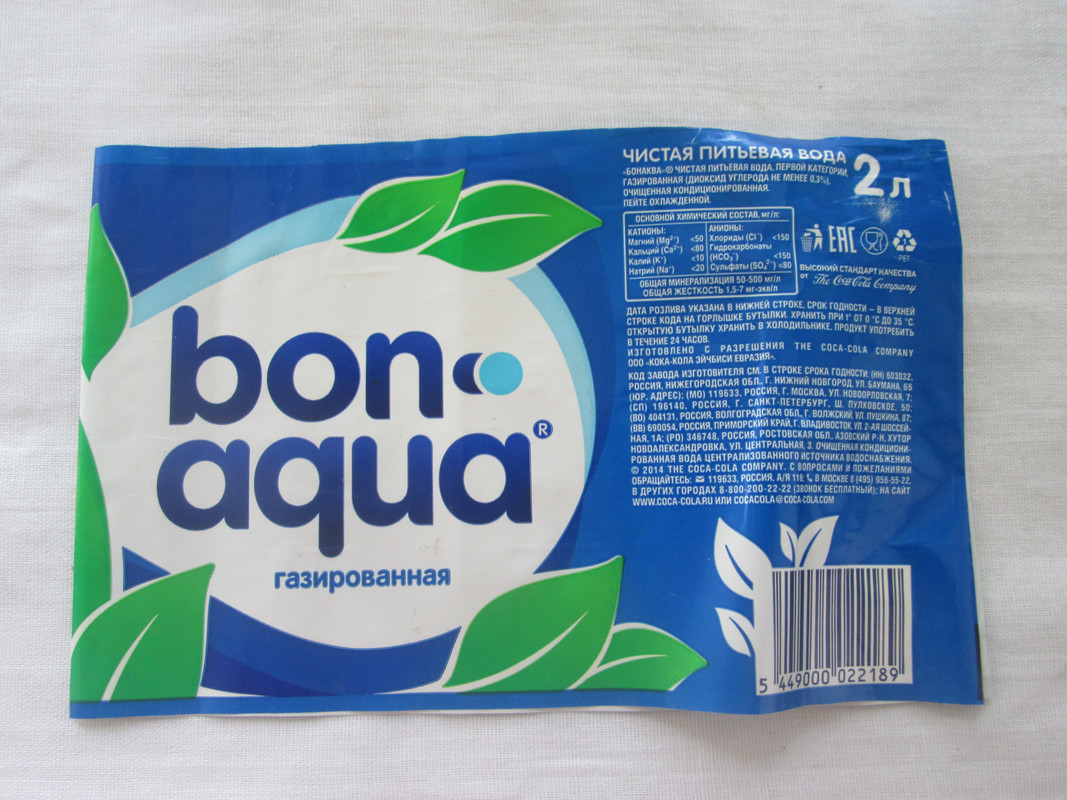 bon
aqua®
газированная
ЧИСТАЯ ПИТЬЕВАЯ ВОДА
2 л
«БОНАКВА»® ЧИСТАЯ ПИТЬЕВАЯ ВОДА, ПЕРВОЙ КАТЕГОРИИ,
ГАЗИРОВАННАЯ (ДИОКСИД УГЛЕРОДА НЕ МЕНЕЕ 0,3%),
ОЧИЩЕННАЯ КОНДИЦИОНИРОВАННАЯ.
ПЕЙТЕ ОХЛАЖДЕННОЙ.
ОСНОВНОЙ ХИМИЧЕСКИЙ СОСТАВ, мг/л:
КАТИОНЫ: АНИОНЫ:
Магний (Mg²⁺) <50 Хлориды (Cl⁻) <150
Кальций (Ca²⁺) <80 Гидрокарбонаты
Калий (K⁺) <10 (HCO₃⁻) <150
Натрий (Na⁺) <20 Сульфаты (SO₄²⁻) <80
ОБЩАЯ МИНЕРАЛИЗАЦИЯ 50-500 мг/л
ОБЩАЯ ЖЕСТКОСТЬ 1,5-7 мг-экв/л
EAC
1
PET
ВЫСОКИЙ СТАНДАРТ КАЧЕСТВА
от The Coca-Cola Company
ДАТА РОЗЛИВА УКАЗАНА В НИЖНЕЙ СТРОКЕ, СРОК ГОДНОСТИ – В ВЕРХНЕЙ
СТРОКЕ КОДА НА ГОРЛЫШКЕ БУТЫЛКИ. ХРАНИТЬ ПРИ t° ОТ 0 °C ДО 35 °C.
ОТКРЫТУЮ БУТЫЛКУ ХРАНИТЬ В ХОЛОДИЛЬНИКЕ, ПРОДУКТ УПОТРЕБИТЬ
В ТЕЧЕНИЕ 24 ЧАСОВ.
ИЗГОТОВЛЕНО С РАЗРЕШЕНИЯ THE COCA-COLA COMPANY
ООО «КОКА-КОЛА ЭЙЧБИСИ ЕВРАЗИЯ».
КОД ЗАВОДА ИЗГОТОВИТЕЛЯ СМ. В СТРОКЕ СРОКА ГОДНОСТИ: (НН) 603032,
РОССИЯ, НИЖЕГОРОДСКАЯ ОБЛ., Г. НИЖНИЙ НОВГОРОД, УЛ. БАУМАНА, 66
(ЮР. АДРЕС); (МО) 119633, РОССИЯ, Г. МОСКВА, УЛ. НОВООРЛОВСКАЯ, 7;
(СП) 196140, РОССИЯ, Г. САНКТ-ПЕТЕРБУРГ, Ш. ПУЛКОВСКОЕ, 50;
(ВО) 404131, РОССИЯ, ВОЛГОГРАДСКАЯ ОБЛ., Г. ВОЛЖСКИЙ, УЛ. ПУШКИНА, 87;
(ВВ) 690054, РОССИЯ, ПРИМОРСКИЙ КРАЙ, Г. ВЛАДИВОСТОК, УЛ. 2-АЯ ШОССЕЙ-
НАЯ, 1А; (РО) 346748, РОССИЯ, РОСТОВСКАЯ ОБЛ., АЗОВСКИЙ Р-Н, ХУТОР
НОВОАЛЕКСАНДРОВКА, УЛ. ЦЕНТРАЛЬНАЯ, 3. ОЧИЩЕННАЯ КОНДИЦИОНИ-
РОВАННАЯ ВОДА ЦЕНТРАЛИЗОВАННОГО ИСТОЧНИКА ВОДОСНАБЖЕНИЯ.
© 2014 THE COCA-COLA COMPANY. С ВОПРОСАМИ И ПОЖЕЛАНИЯМИ
ОБРАЩАЙТЕСЬ: 119633, РОССИЯ, А/Я 116, В МОСКВЕ 8 (495) 956-55-22,
В ДРУГИХ ГОРОДАХ 8-800-200-22-22 (ЗВОНОК БЕСПЛАТНЫЙ); НА САЙТ
WWW.COCA-COLA.RU ИЛИ COCACOLA@COCA-COLA.COM
5 449000 022189